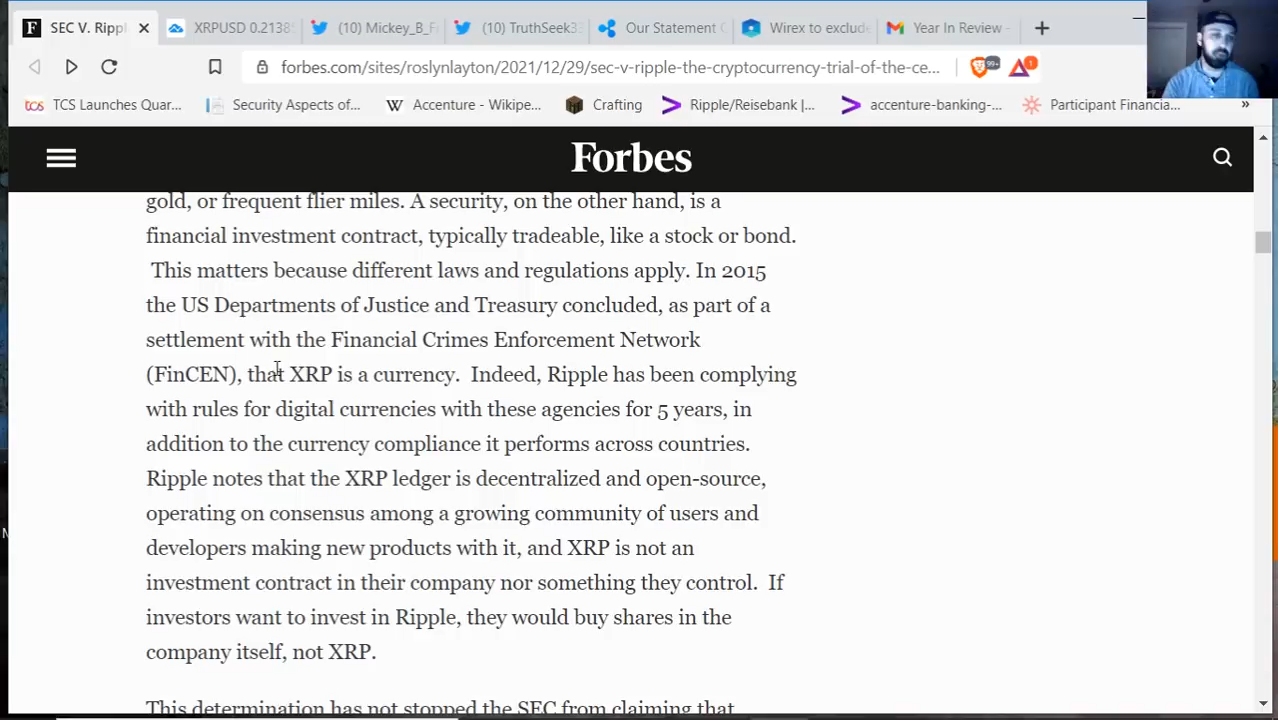 SEC V. Rippl
XRPUSD 0.2138
(10) Mickey_B_F
(10) TruthSeek3
Our Statement
Wirex to exclude
Year In Review
forbes.com/sites/roslynlayton/2021/12/29/sec-v-ripple-the-cryptocurrency-trial-of-the-ce...
99+
1
TCS Launches Quar...
Security Aspects of...
Accenture - Wikipe...
Crafting
Ripple/Reisebank |...
accenture-banking-...
Participant Financia...
Forbes
gold, or frequent flier miles. A security, on the other hand, is a
financial investment contract, typically tradeable, like a stock or bond.
This matters because different laws and regulations apply. In 2015
the US Departments of Justice and Treasury concluded, as part of a
settlement with the Financial Crimes Enforcement Network
(FinCEN), that XRP is a currency.  Indeed, Ripple has been complying
with rules for digital currencies with these agencies for 5 years, in
addition to the currency compliance it performs across countries.
Ripple notes that the XRP ledger is decentralized and open-source,
operating on consensus among a growing community of users and
developers making new products with it, and XRP is not an
investment contract in their company nor something they control.  If
investors want to invest in Ripple, they would buy shares in the
company itself, not XRP.
This determination has not stopped the SEC from claiming that